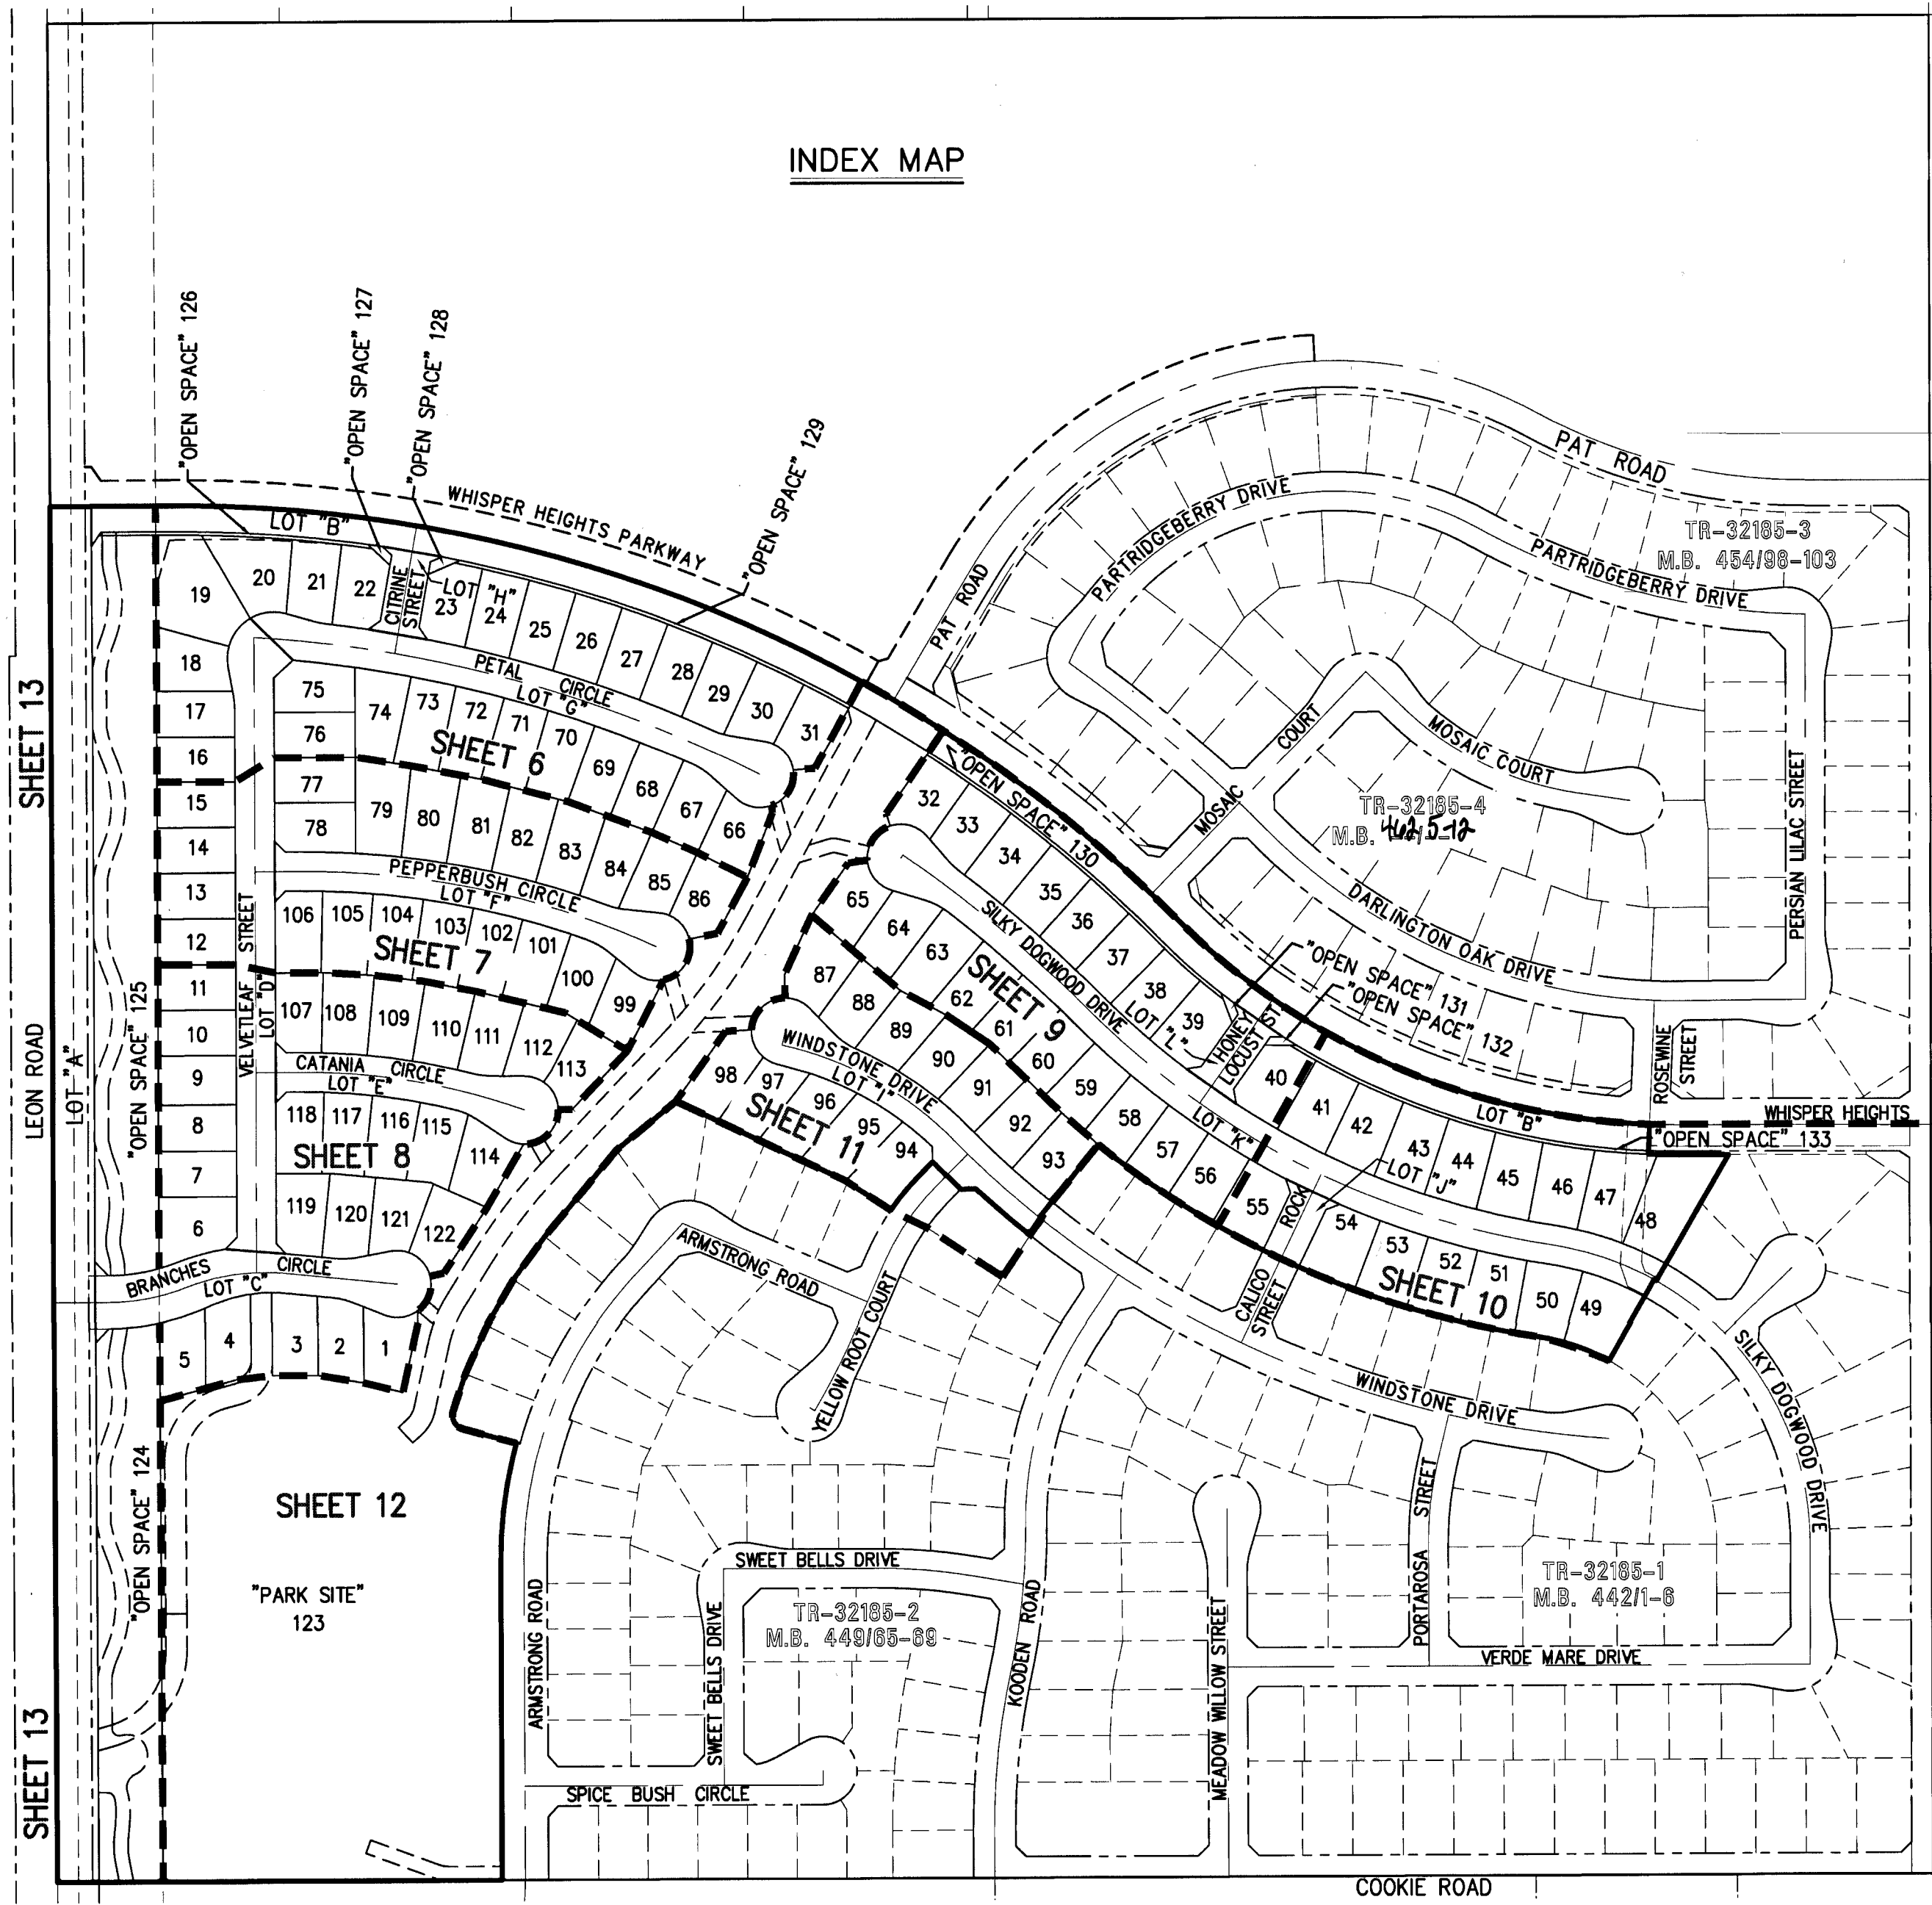 INDEX MAP
"OPEN SPACE" 126
"OPEN SPACE" 127
"OPEN SPACE" 128
"OPEN SPACE" 129
WHISPER HEIGHTS PARKWAY
LOT "B"
PAT ROAD
PAT ROAD
PARTRIDGEBERRY DRIVE
PARTRIDGEBERRY DRIVE
TR-32185-3
M.B. 454/98-103
MOSAIC COURT
MOSAIC COURT
TR-32185-4
M.B. 462/5-12
DARLINGTON OAK DRIVE
PERSIAN LILAC STREET
ROSEWINE STREET
WHISPER HEIGHTS
SHEET 13
LEON ROAD
LOT "A"
"OPEN SPACE" 125
"OPEN SPACE" 124
SHEET 13
19
20
21
22
CITRINE STREET
LOT "H"
23
24
25
26
27
28
29
30
31
18
17
16
PETAL CIRCLE
LOT "G"
75
76
74
73
72
71
70
69
68
67
66
SHEET 6
15
14
13
12
77
78
79
80
81
82
83
84
85
86
PEPPERBUSH CIRCLE
LOT "F"
VELVETLEAF STREET
LOT "D"
106
105
104
103
102
101
100
99
SHEET 7
11
10
9
8
7
6
107
108
109
110
111
112
113
CATANIA CIRCLE
LOT "E"
118
117
116
115
114
SHEET 8
119
120
121
122
BRANCHES CIRCLE
LOT "C"
5
4
3
2
1
SHEET 12
"PARK SITE"
123
"OPEN SPACE" 130
32
33
34
35
36
37
38
39
SILKY DOGWOOD DRIVE
LOT "L"
HONEY LOCUST ST
"OPEN SPACE" 131
"OPEN SPACE" 132
65
64
63
62
61
60
59
58
57
56
SHEET 9
LOT "K"
40
41
42
43
44
45
46
47
48
LOT "B"
"OPEN SPACE" 133
LOT "J"
55
54
53
52
51
50
49
SHEET 10
CALICO ROCK STREET
87
88
89
90
91
92
93
WINDSTONE DRIVE
LOT "I"
98
97
96
95
94
SHEET 11
ARMSTRONG ROAD
YELLOW ROOT COURT
WINDSTONE DRIVE
SILKY DOGWOOD DRIVE
PORTAROSA STREET
TR-32185-1
M.B. 442/1-6
VERDE MARE DRIVE
MEADOW WILLOW STREET
KOODEN ROAD
SWEET BELLS DRIVE
SWEET BELLS DRIVE
TR-32185-2
M.B. 449/65-69
ARMSTRONG ROAD
SPICE BUSH CIRCLE
COOKIE ROAD